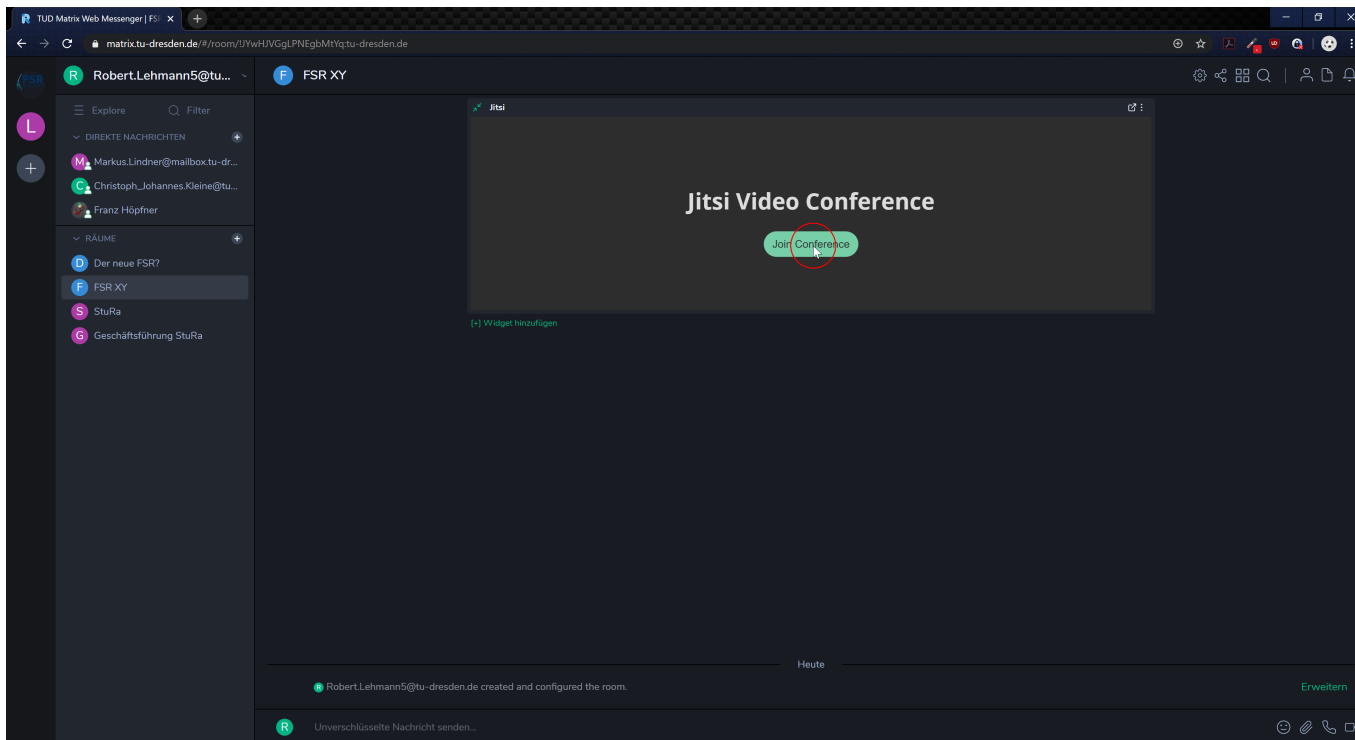 TUD Matrix Web Messenger | FSR
matrix.tu-dresden.de/#/room/!JYwHJVGgLPNEgbMtYq:tu-dresden.de
FSR
R Robert.Lehmann5@tu...
F FSR XY
L
Explore Filter
DIREKTE NACHRICHTEN
M Markus.Lindner@mailbox.tu-dr...
C Christoph_Johannes.Kleine@tu...
Franz Höpfner
RÄUME
D Der neue FSR?
F FSR XY
S StuRa
G Geschäftsführung StuRa
Jitsi
Jitsi Video Conference
Join Conference
[+] Widget hinzufügen
Heute
R Robert.Lehmann5@tu-dresden.de created and configured the room.
Erweitern
R Unverschlüsselte Nachricht senden...